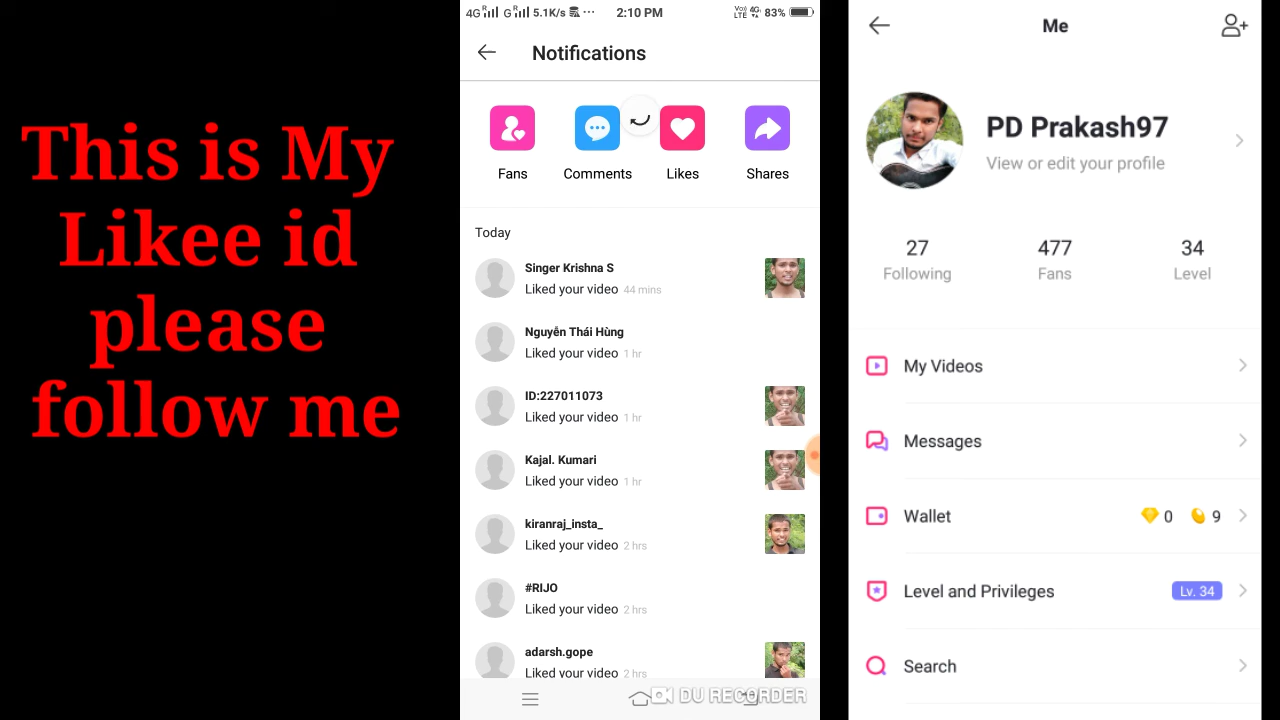 This is My
Likee id
please
follow me
4G R G R 5.1K/s ... 2:10 PM VoLTE 4G 83%
Notifications
Fans Comments Likes Shares
Today
Singer Krishna S
Liked your video 44 mins
Nguyễn Thái Hùng
Liked your video 1 hr
ID:227011073
Liked your video 1 hr
Kajal. Kumari
Liked your video 1 hr
kiranraj_insta_
Liked your video 2 hrs
#RIJO
Liked your video 2 hrs
adarsh.gope
Liked your video 2 hrs
DU RECORDER
Me
PD Prakash97
View or edit your profile
27 477 34
Following Fans Level
My Videos
Messages
Wallet 0 9
Level and Privileges Lv. 34
Search